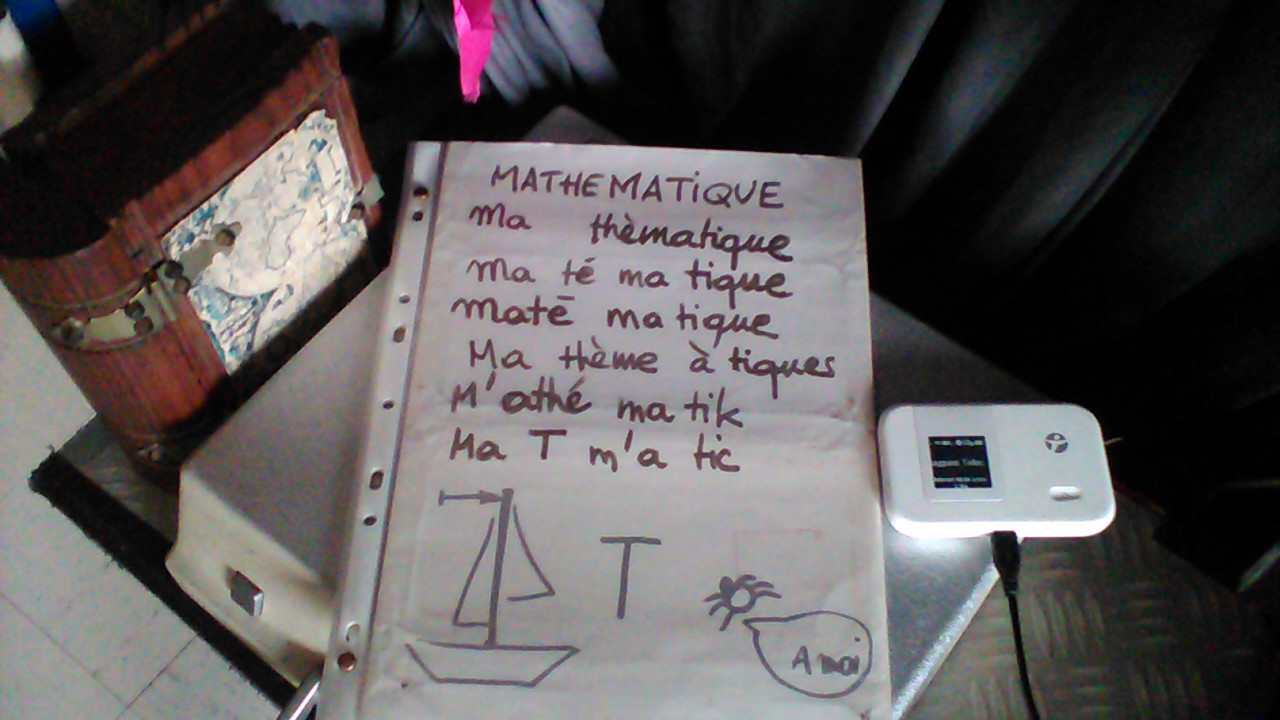 MATHEMATiQUE
Ma thèmatique
Ma té ma tique
Matē ma tique
Ma thème à tiques
M'athé ma tik
Ma T m'a tic
T
A moi